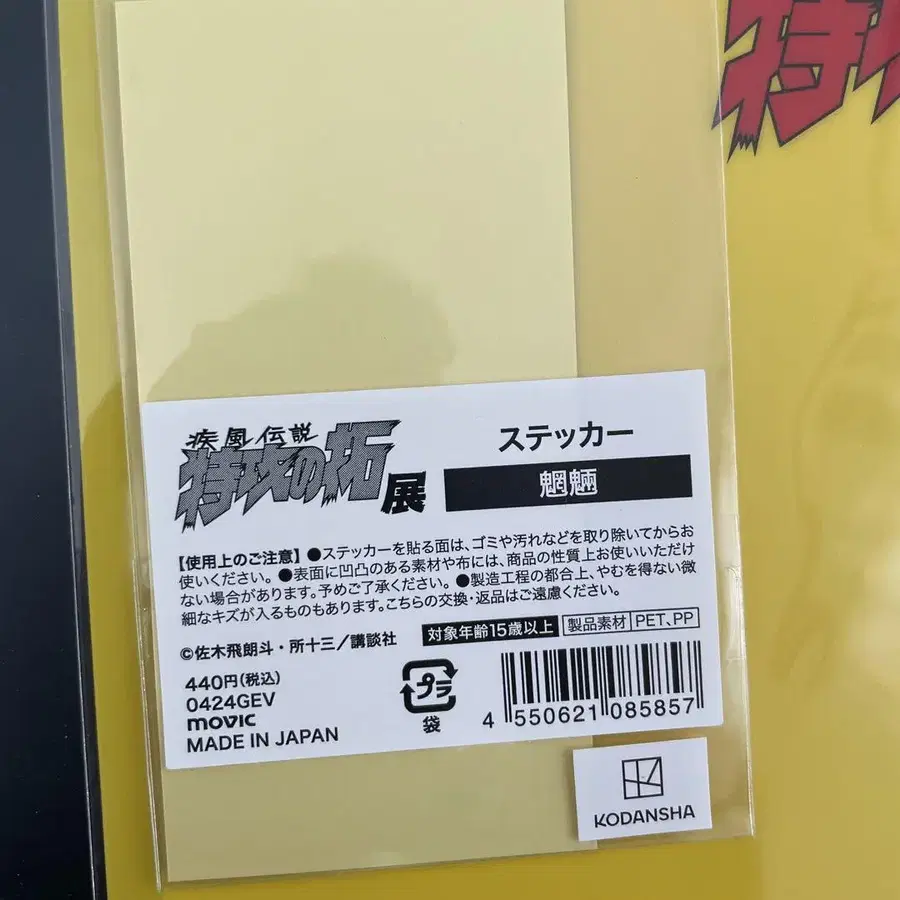 特攻
疾風伝説
特攻の拓展
ステッカー
魍魎
【使用上のご注意】●ステッカーを貼る面は、ゴミや汚れなどを取り除いてからお
使いください。●表面に凹凸のある素材や布には、商品の性質上お使いいただけ
ない場合があります。予めご了承ください。●製造工程の都合上、やむを得ない微
細なキズが入るものもあります。こちらの交換・返品はご遠慮ください。
©佐木飛朗斗・所十三／講談社
対象年齢15歳以上
製品素材 PET、PP
440円(税込)
0424GEV
movic
MADE IN JAPAN
プラ
袋
4 550621 085857
KODANSHA